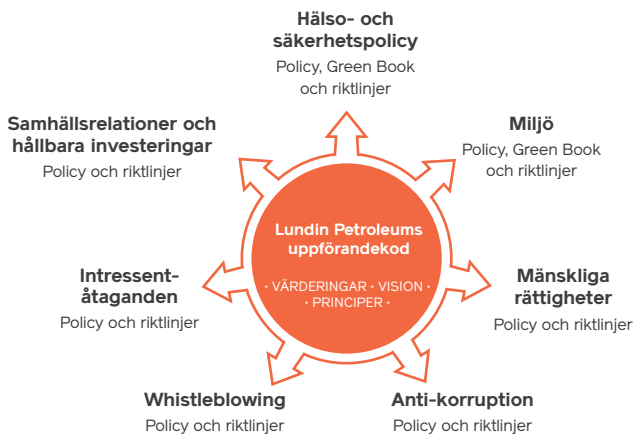 Hälso- och
säkerhetspolicy
Policy, Green Book
och riktlinjer
Samhällsrelationer och
hållbara investeringar
Policy och riktlinjer
Miljö
Policy, Green Book
och riktlinjer
Lundin Petroleums
uppförandekod
· VÄRDERINGAR · VISION ·
· PRINCIPER ·
Intressent-
åtaganden
Policy och riktlinjer
Mänskliga
rättigheter
Policy och riktlinjer
Whistleblowing
Policy och riktlinjer
Anti-korruption
Policy och riktlinjer